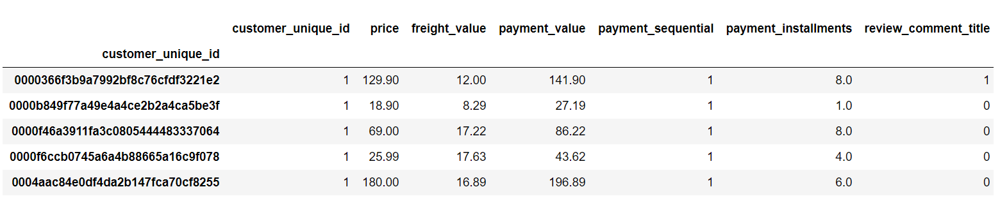 customer_unique_id price freight_value payment_value payment_sequential payment_installments review_comment_title
customer_unique_id
0000366f3b9a7992bf8c76cfdf3221e2 1 129.90 12.00 141.90 1 8.0 1
0000b849f77a49e4a4ce2b2a4ca5be3f 1 18.90 8.29 27.19 1 1.0 0
0000f46a3911fa3c0805444483337064 1 69.00 17.22 86.22 1 8.0 0
0000f6ccb0745a6a4b88665a16c9f078 1 25.99 17.63 43.62 1 4.0 0
0004aac84e0df4da2b147fca70cf8255 1 180.00 16.89 196.89 1 6.0 0